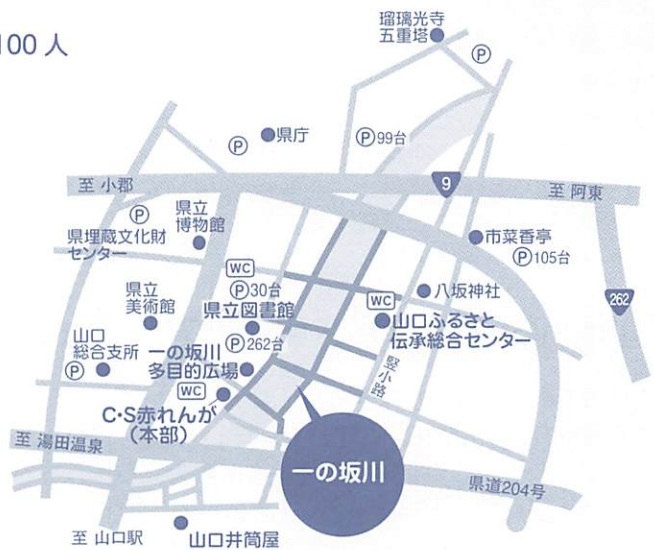 100人
瑠璃光寺
五重塔
P
県庁
P
P 99台
至 小郡
9
至 阿東
P
県立
博物館
県埋蔵文化財
センター
市菜香亭
P 105台
262
WC
P 30台
県立図書館
WC
八坂神社
山口ふるさと
伝承総合センター
県立
美術館
P 262台
山口
総合支所
P
一の坂川
多目的広場
竪小路
WC
C・S赤れんが
(本部)
至 湯田温泉
一の坂川
県道204号
至 山口駅
山口井筒屋